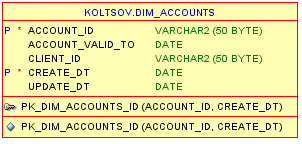 KOLTSOV.DIM_ACCOUNTS
P * ACCOUNT_ID VARCHAR2 (50 BYTE)
ACCOUNT_VALID_TO DATE
CLIENT_ID VARCHAR2 (50 BYTE)
P * CREATE_DT DATE
UPDATE_DT DATE
PK_DIM_ACCOUNTS_ID (ACCOUNT_ID, CREATE_DT)
PK_DIM_ACCOUNTS_ID (ACCOUNT_ID, CREATE_DT)